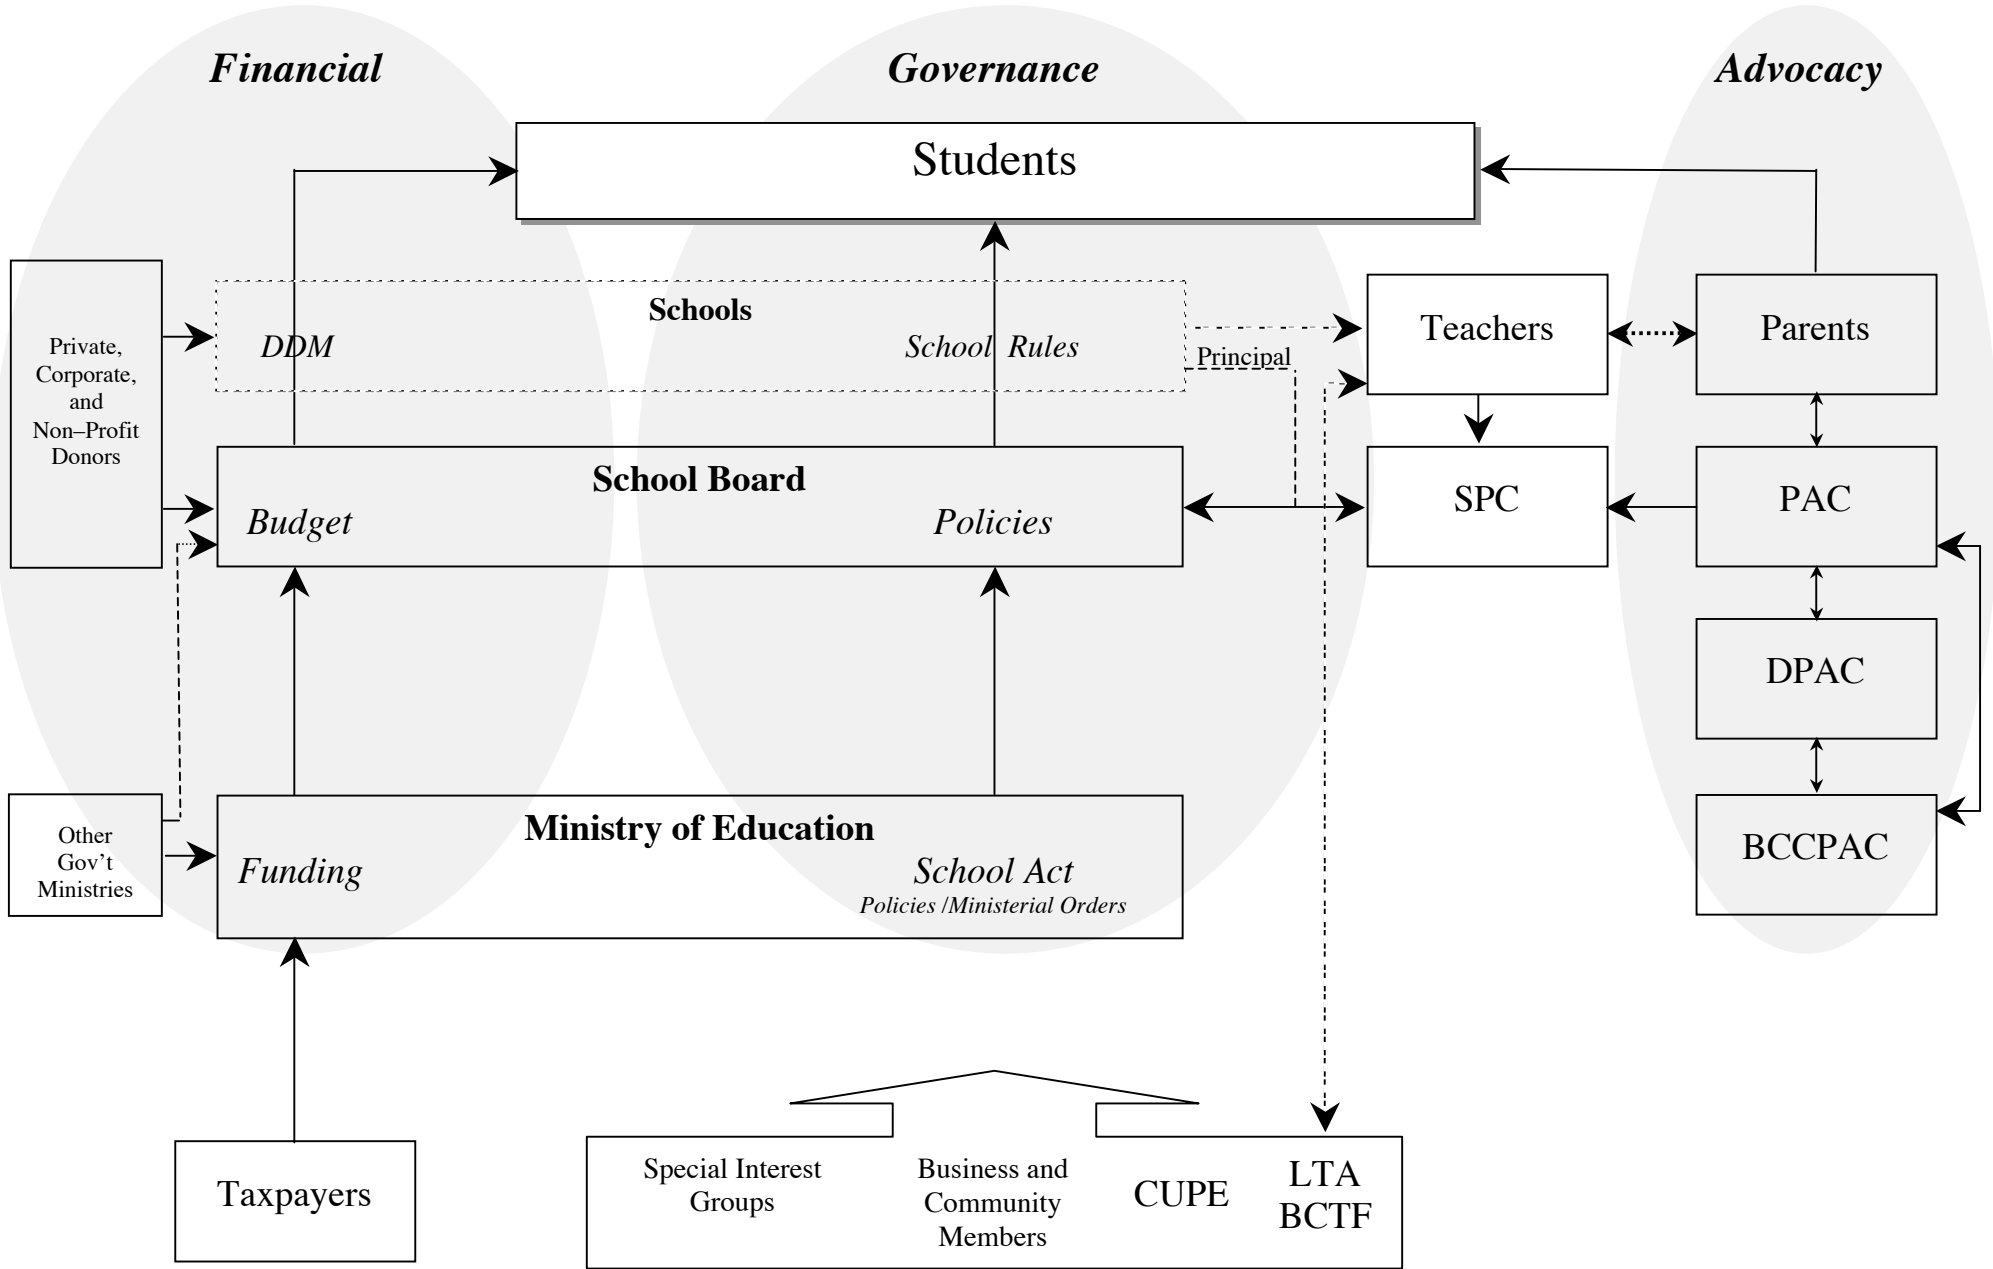 Financial
Governance
Advocacy
Students
Schools
DDM
School Rules
Principal
Teachers
Parents
Private,
Corporate,
and
Non–Profit
Donors
School Board
Budget
Policies
SPC
PAC
DPAC
Other
Gov’t
Ministries
Ministry of Education
Funding
School Act
Policies /Ministerial Orders
BCCPAC
Taxpayers
Special Interest
Groups
Business and
Community
Members
CUPE
LTA
BCTF